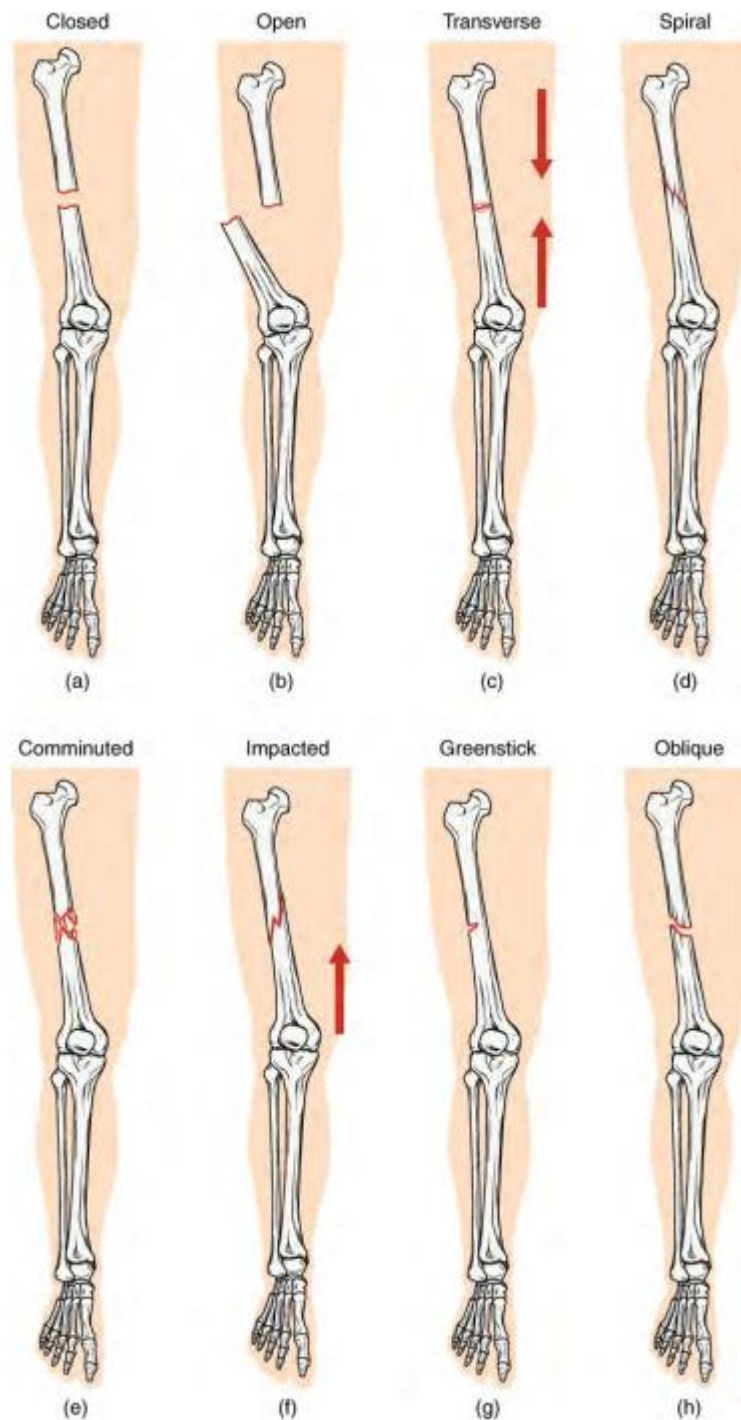 Closed Open Transverse Spiral
(a) (b) (c) (d)
Comminuted Impacted Greenstick Oblique
(e) (f) (g) (h)